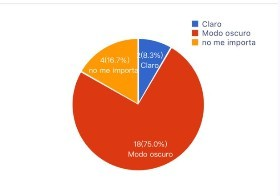 Claro
Modo oscuro
no me importa
2(8.3%)
Claro
4(16.7%)
no me importa
18(75.0%)
Modo oscuro